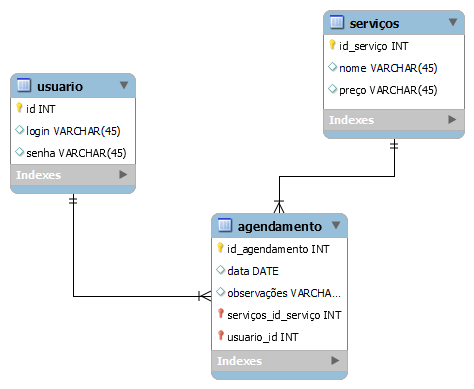 serviços
id_serviço INT
nome VARCHAR(45)
preço VARCHAR(45)
Indexes
usuario
id INT
login VARCHAR(45)
senha VARCHAR(45)
Indexes
agendamento
id_agendamento INT
data DATE
observações VARCHA...
serviços_id_serviço INT
usuario_id INT
Indexes